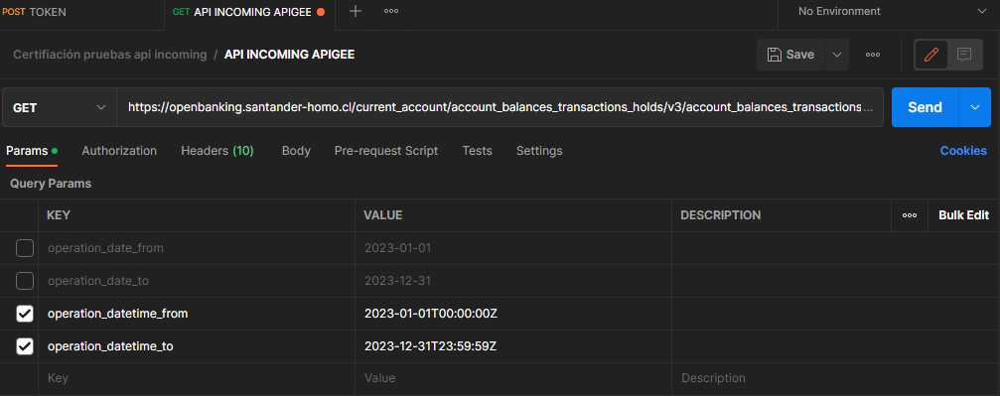 POST TOKEN GET API INCOMING APIGEE No Environment
Certifiación pruebas api incoming / API INCOMING APIGEE Save
GET https://openbanking.santander-homo.cl/current_account/account_balances_transactions_holds/v3/account_balances_transactions... Send
Params Authorization Headers (10) Body Pre-request Script Tests Settings Cookies
Query Params
KEY VALUE DESCRIPTION Bulk Edit
operation_date_from 2023-01-01
operation_date_to 2023-12-31
operation_datetime_from 2023-01-01T00:00:00Z
operation_datetime_to 2023-12-31T23:59:59Z
Key Value Description